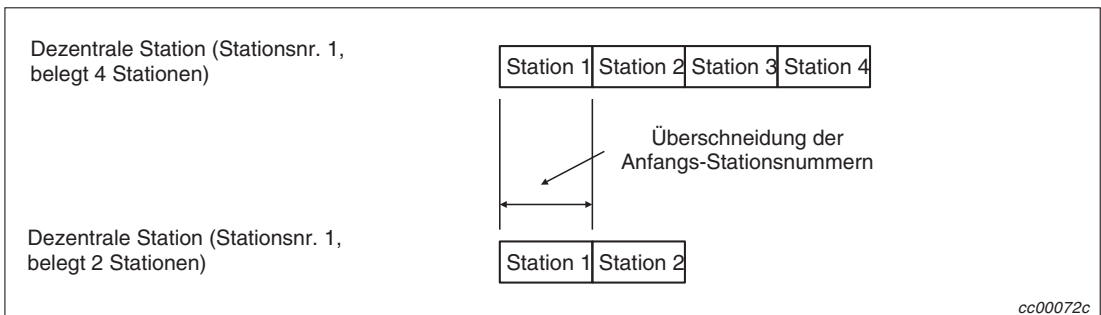 Dezentrale Station (Stationsnr. 1,
belegt 4 Stationen)
Station 1 Station 2 Station 3 Station 4
Überschneidung der
Anfangs-Stationsnummern
Dezentrale Station (Stationsnr. 1,
belegt 2 Stationen)
Station 1 Station 2
cc00072c